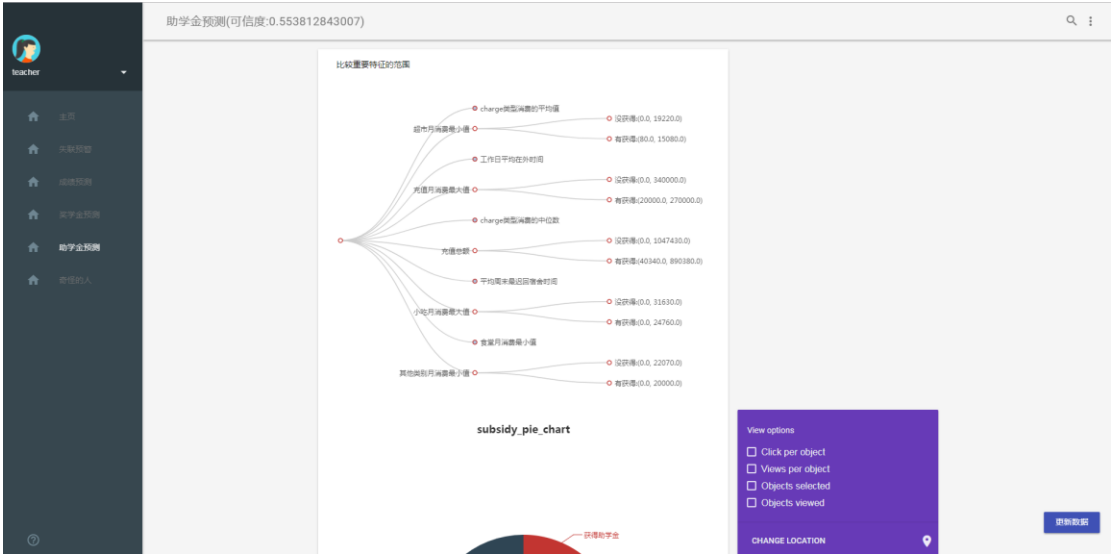 助学金预测(可信度:0.553812843007)
teacher
主页
失联预警
成绩预测
奖学金预测
助学金预测
奇怪的人
比较重要特征的范围
charge类型消费的平均值
超市月消费最小值
没获得:(0.0, 19220.0)
有获得:(80.0, 15080.0)
工作日平均在外时间
充值月消费最大值
没获得:(0.0, 340000.0)
有获得:(20000.0, 270000.0)
charge类型消费的中位数
充值总额
没获得:(0.0, 1047430.0)
有获得:(40340.0, 890380.0)
平均周末最迟回宿舍时间
小吃月消费最大值
没获得:(0.0, 31630.0)
有获得:(0.0, 24760.0)
食堂月消费最小值
其他类别月消费最小值
没获得:(0.0, 22070.0)
有获得:(0.0, 20000.0)
subsidy_pie_chart
获得助学金
View options
Click per object
Views per object
Objects selected
Objects viewed
CHANGE LOCATION
更新数据